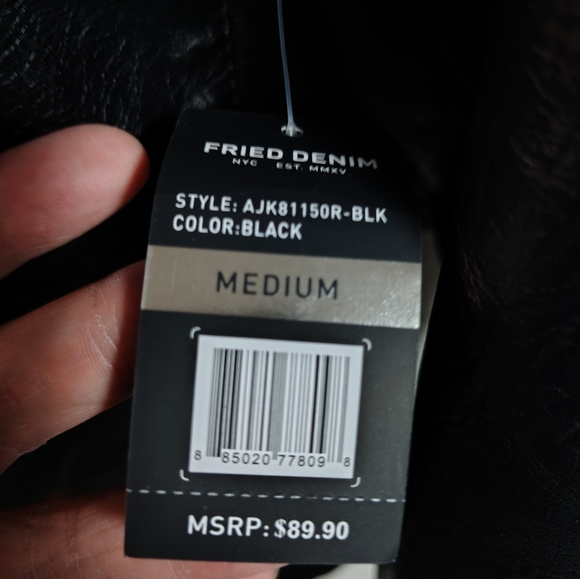 FRIED DENIM
NYC EST. MMXV
STYLE: AJK81150R-BLK
COLOR:BLACK
MEDIUM
8 85020 77809 8
MSRP: $89.90